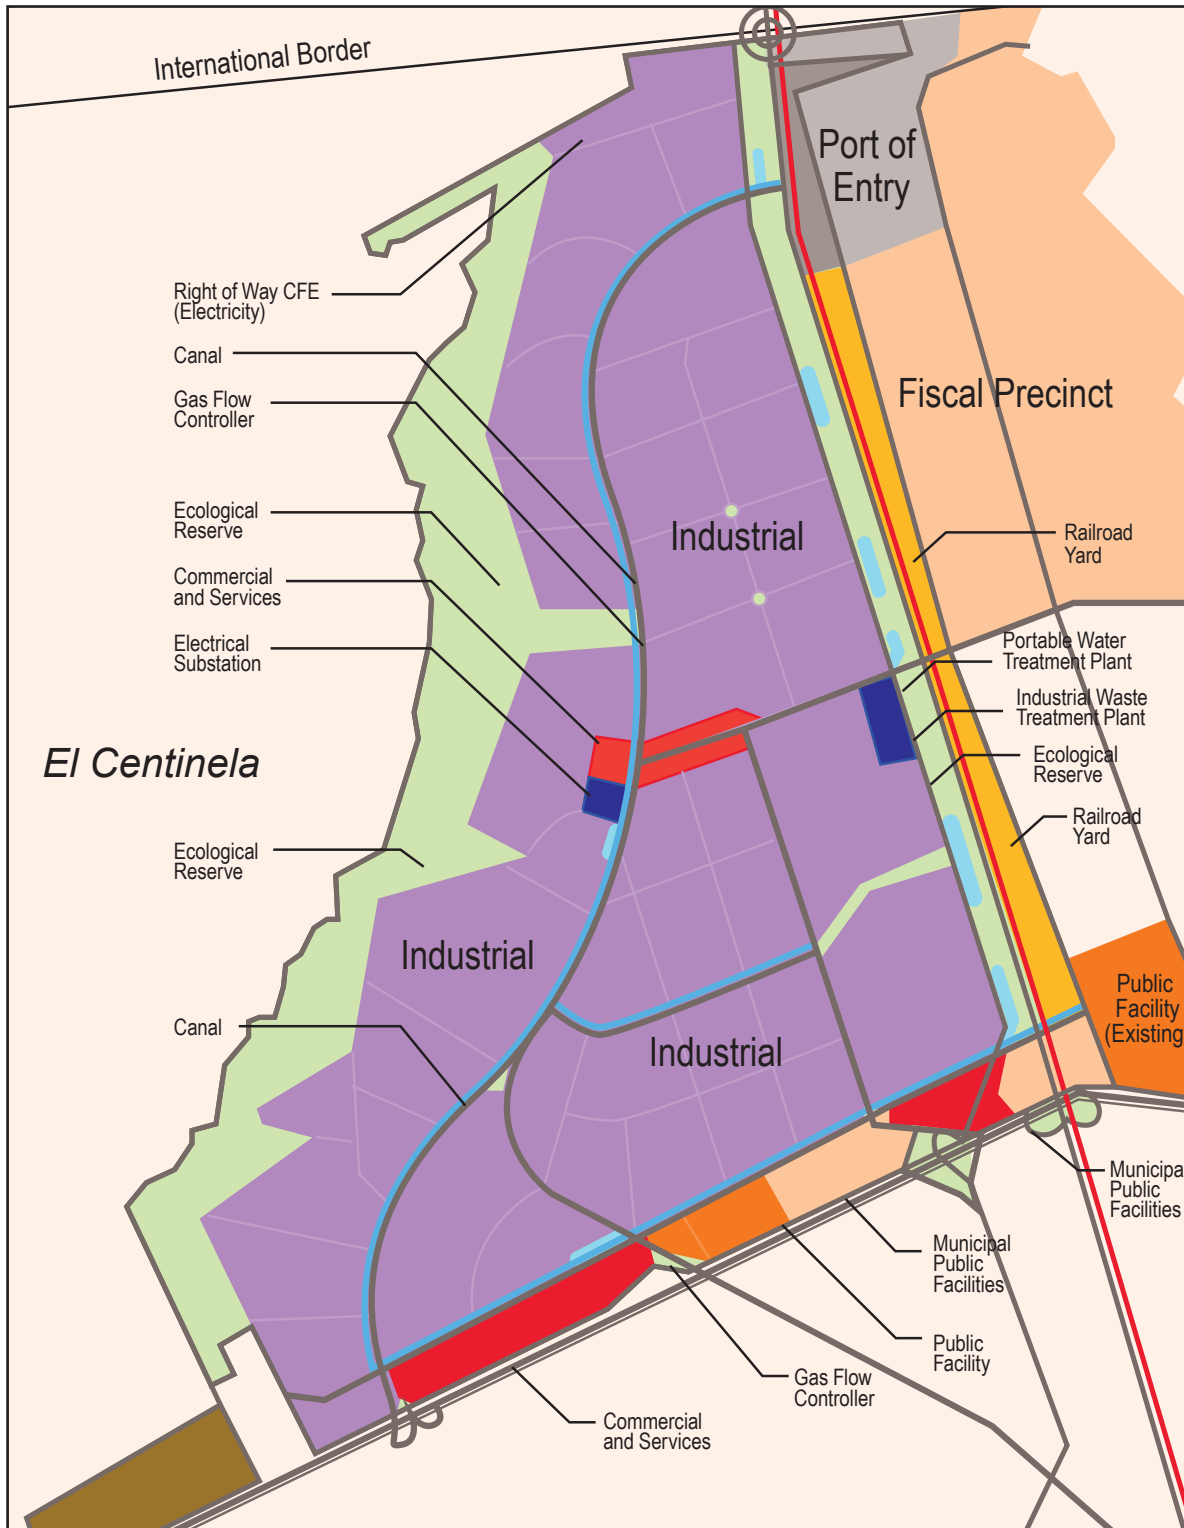 International Border
Port of
Entry
Right of Way CFE
(Electricity)
Canal
Gas Flow
Controller
Fiscal Precinct
Ecological
Reserve
Industrial
Railroad
Yard
Commercial
and Services
Electrical
Substation
Portable Water
Treatment Plant
Industrial Waste
Treatment Plant
El Centinela
Ecological
Reserve
Railroad
Yard
Ecological
Reserve
Industrial
Public
Facility
(Existing
Canal
Industrial
Municipa
Public
Facilities
Municipal
Public
Facilities
Public
Facility
Gas Flow
Controller
Commercial
and Services